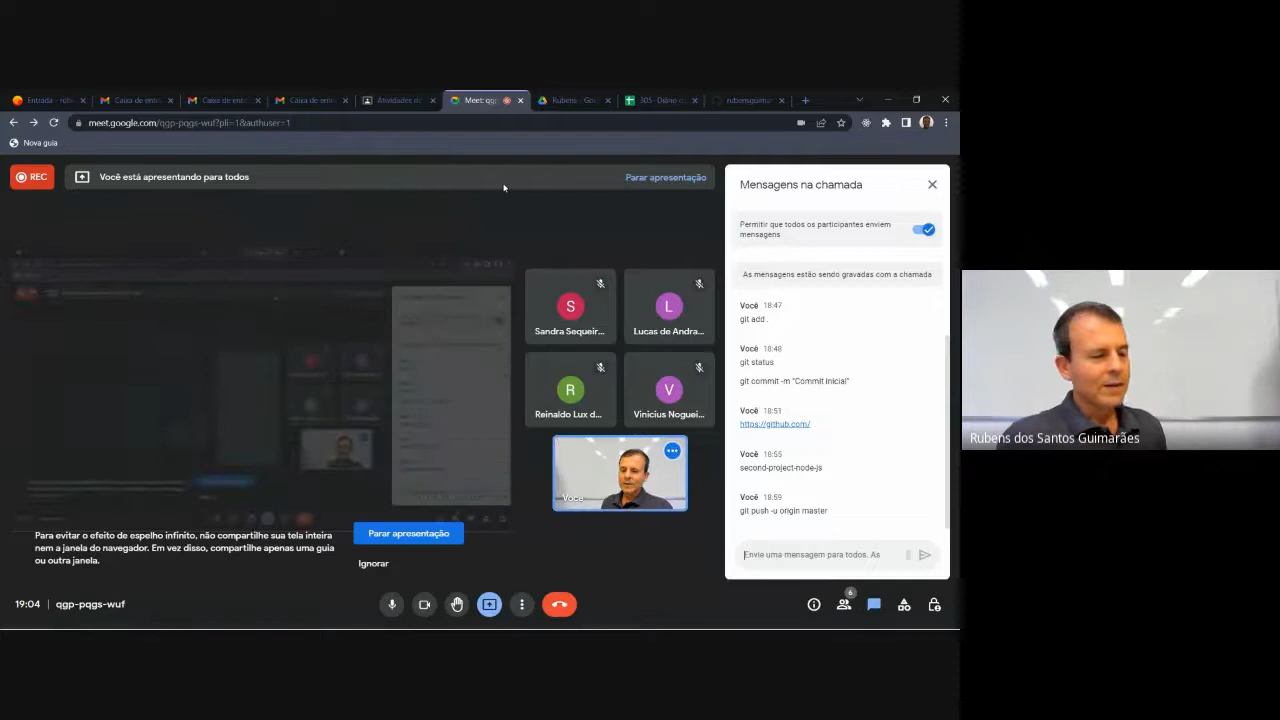 Entrada - rub
Caixa de entr
Caixa de entr
Caixa de entr
Atividades de
Meet: qgp
Rubens - Goo
305 - Diário d
rubensguimar
meet.google.com/qgp-pqgs-wuf?pli=1&authuser=1
Nova guia
REC
Você está apresentando para todos
Parar apresentação
Sandra Sequeir...
Lucas de Andra...
Reinaldo Lux d...
Vinicius Noguei...
Você
Para evitar o efeito de espelho infinito, não compartilhe sua tela inteira
nem a janela do navegador. Em vez disso, compartilhe apenas uma guia
ou outra janela.
Parar apresentação
Ignorar
19:04 | qgp-pqgs-wuf
Mensagens na chamada
Permitir que todos os participantes enviem
mensagens
As mensagens estão sendo gravadas com a chamada
Você 18:47
git add .
Você 18:48
git status
git commit -m "Commit inicial"
Você 18:51
https://github.com/
Você 18:55
second-project-node-js
Você 18:59
git push -u origin master
Envie uma mensagem para todos. As
6
S
L
R
V
Rubens dos Santos Guimarães